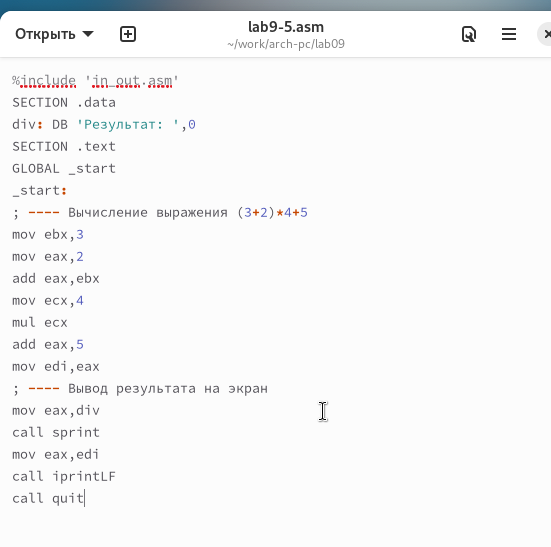 Открыть
lab9-5.asm
~/work/arch-pc/lab09
%include 'in_out.asm'
SECTION .data
div: DB 'Результат: ',0
SECTION .text
GLOBAL _start
_start:
; ---- Вычисление выражения (3+2)*4+5
mov ebx,3
mov eax,2
add eax,ebx
mov ecx,4
mul ecx
add eax,5
mov edi,eax
; ---- Вывод результата на экран
mov eax,div
call sprint
mov eax,edi
call iprintLF
call quit